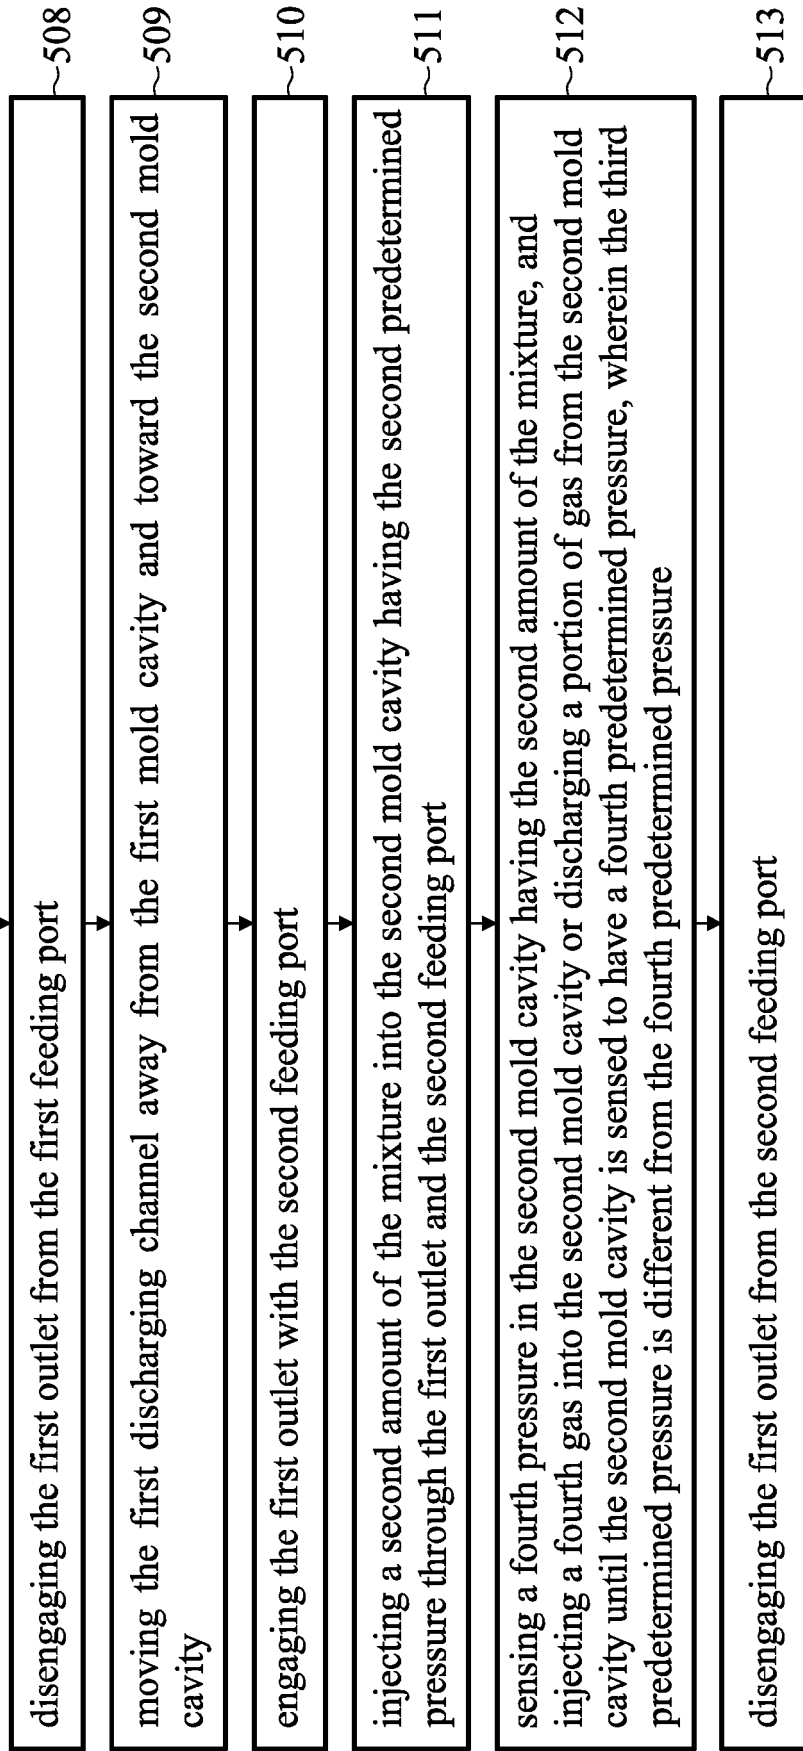 disengaging the first outlet from the first feeding port
~508
moving the first discharging channel away from the first mold cavity and toward the second mold
cavity
~509
engaging the first outlet with the second feeding port
~510
injecting a second amount of the mixture into the second mold cavity having the second predetermined
pressure through the first outlet and the second feeding port
~511
sensing a fourth pressure in the second mold cavity having the second amount of the mixture, and
injecting a fourth gas into the second mold cavity or discharging a portion of gas from the second mold
cavity until the second mold cavity is sensed to have a fourth predetermined pressure, wherein the third
predetermined pressure is different from the fourth predetermined pressure
~512
disengaging the first outlet from the second feeding port
~513